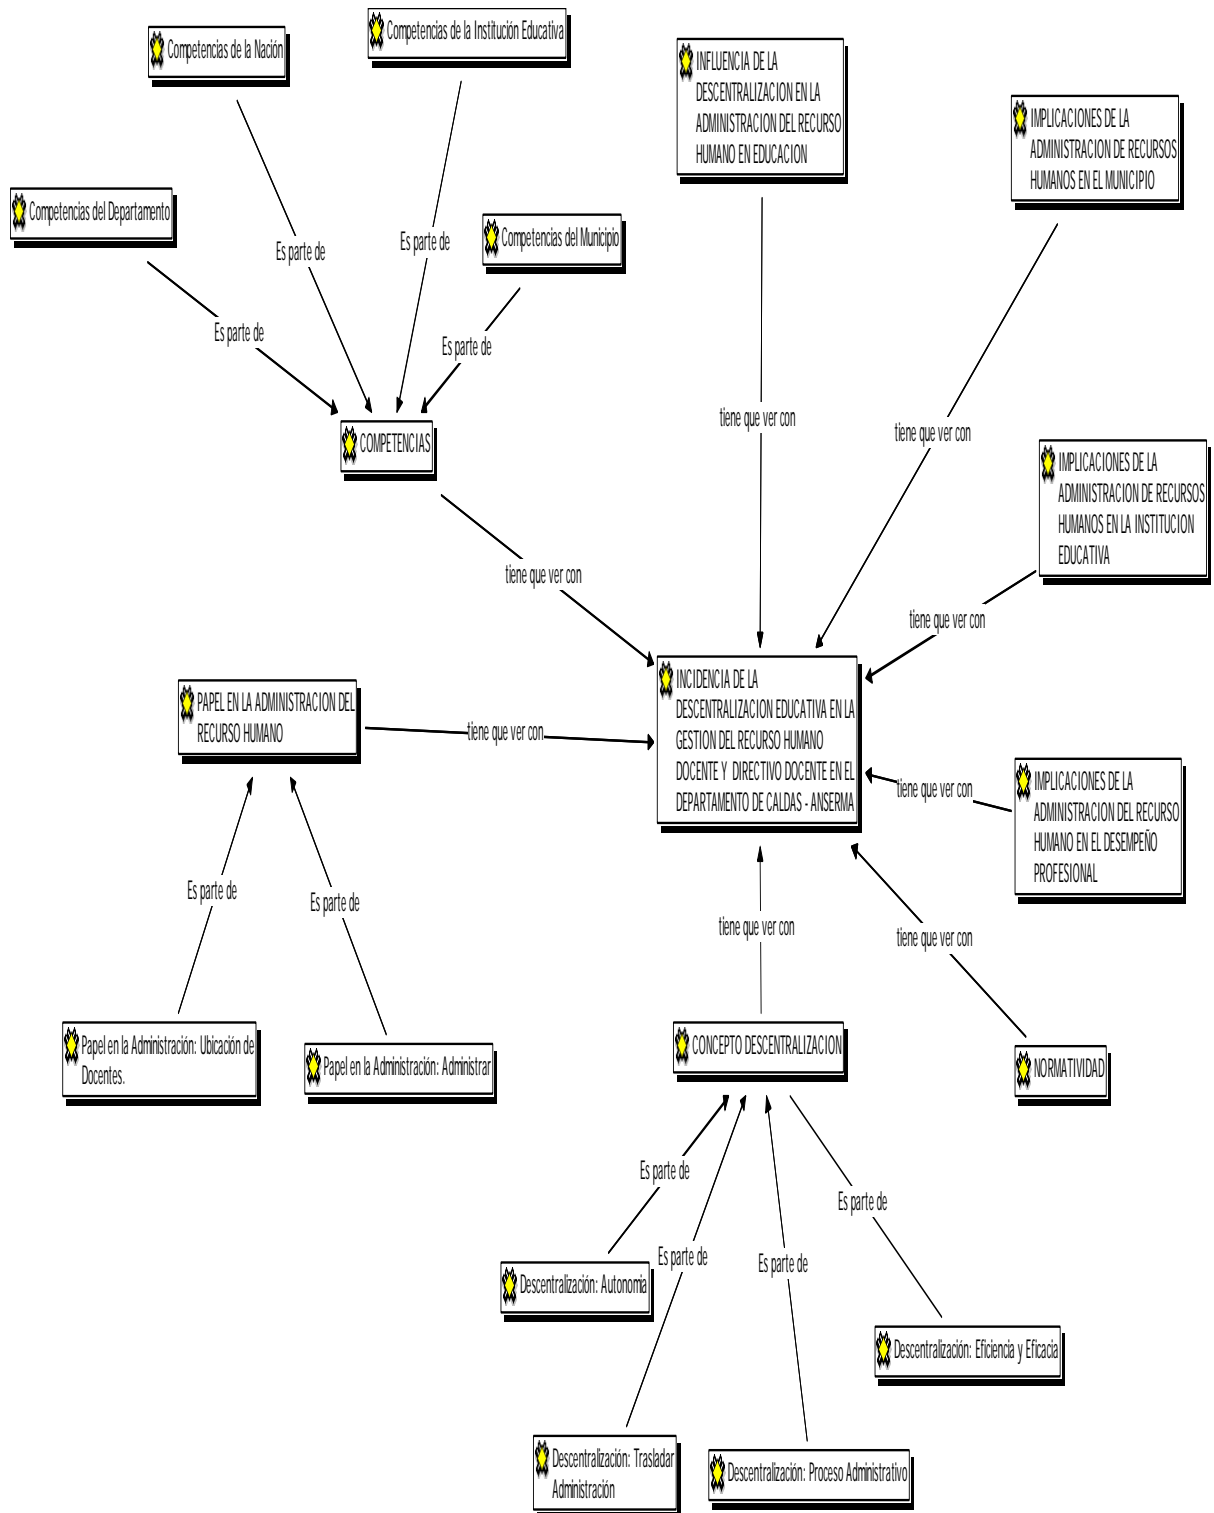 Competencias de la Institución Educativa
Competencias de la Nación
INFLUENCIA DE LA
DESCENTRALIZACION EN LA
ADMINISTRACION DEL RECURSO
HUMANO EN EDUCACION
IMPLICACIONES DE LA
ADMINISTRACION DE RECURSOS
HUMANOS EN EL MUNICIPIO
Competencias del Departamento
Competencias del Municipio
Es parte de
Es parte de
Es parte de
Es parte de
tiene que ver con
tiene que ver con
COMPETENCIAS
IMPLICACIONES DE LA
ADMINISTRACION DE RECURSOS
HUMANOS EN LA INSTITUCION
EDUCATIVA
tiene que ver con
tiene que ver con
INCIDENCIA DE LA
DESCENTRALIZACION EDUCATIVA EN LA
GESTION DEL RECURSO HUMANO
DOCENTE Y DIRECTIVO DOCENTE EN EL
DEPARTAMENTO DE CALDAS - ANSERMA
PAPEL EN LA ADMINISTRACION DEL
RECURSO HUMANO
tiene que ver con
IMPLICACIONES DE LA
ADMINISTRACION DEL RECURSO
HUMANO EN EL DESEMPEÑO
PROFESIONAL
tiene que ver con
Es parte de
Es parte de
tiene que ver con
tiene que ver con
Papel en la Administración: Ubicación de
Docentes.
Papel en la Administración: Administrar
CONCEPTO DESCENTRALIZACION
NORMATIVIDAD
Es parte de
Es parte de
Es parte de
Es parte de
Descentralización: Autonomia
Descentralización: Eficiencia y Eficacia
Descentralización: Trasladar
Administración
Descentralización: Proceso Administrativo